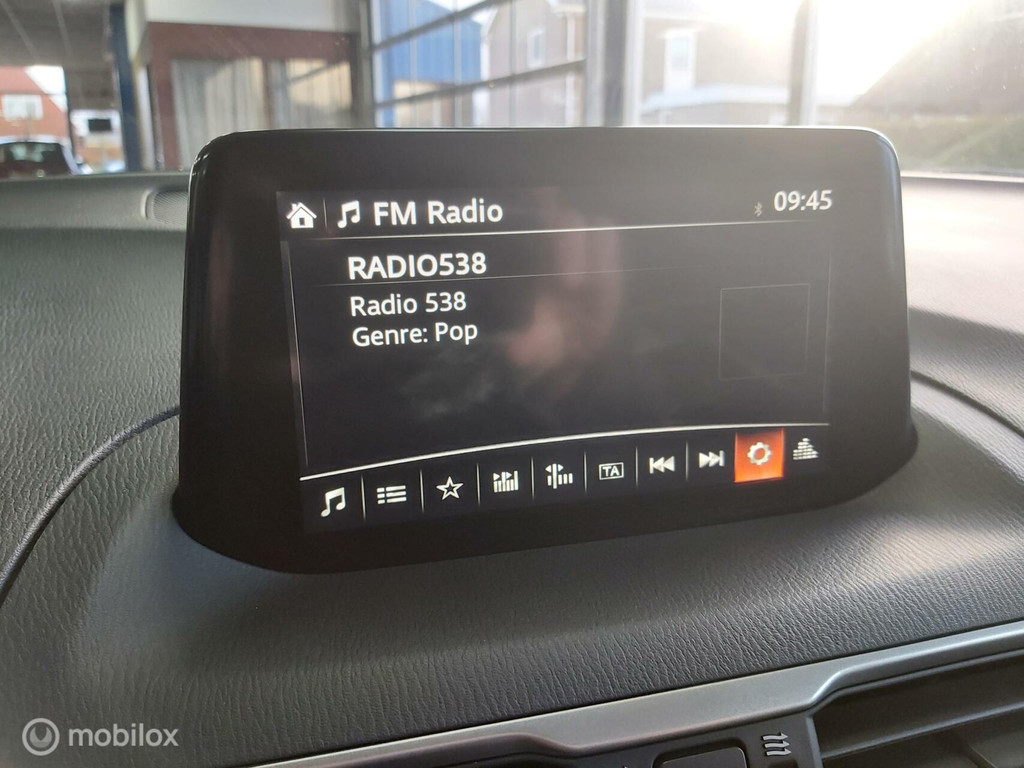 FM Radio
09:45
RADIO538
Radio 538
Genre: Pop
TA
mobilox